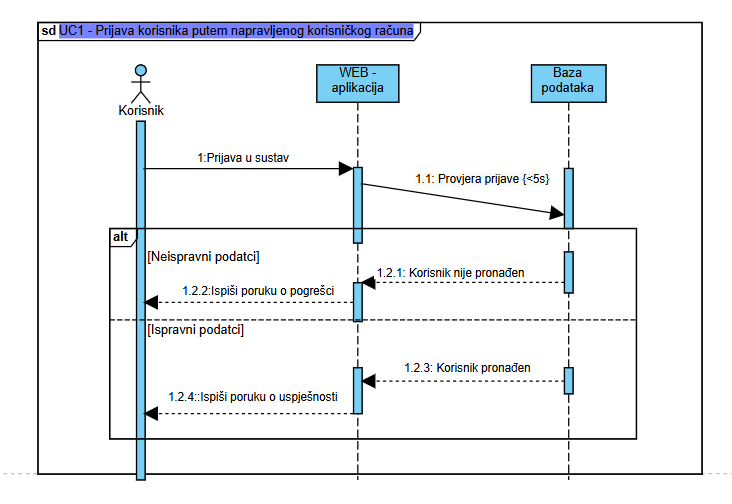 sd UC1 - Prijava korisnika putem napravljenog korisničkog računa
WEB -
aplikacija
Baza
podataka
Korisnik
1:Prijava u sustav
1.1: Provjera prijave {<5s}
alt
[Neispravni podatci]
1.2.1: Korisnik nije pronađen
1.2.2:Ispiši poruku o pogrešci
[Ispravni podatci]
1.2.3: Korisnik pronađen
1.2.4::Ispiši poruku o uspješnosti